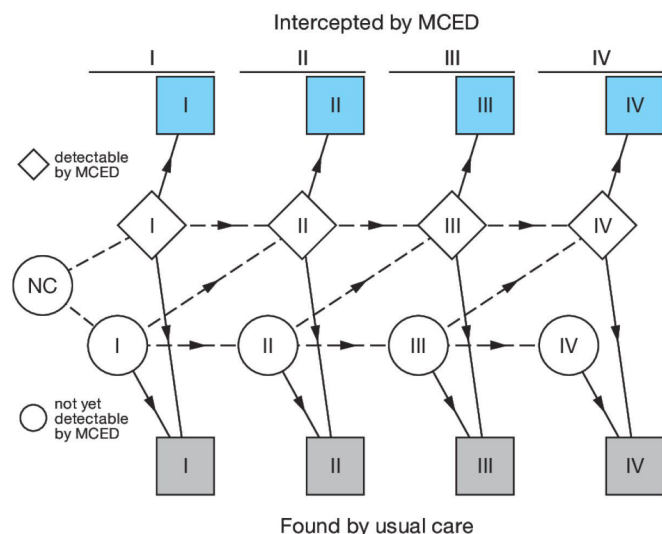 Intercepted by MCED
I II III IV
I II III IV
detectable
by MCED
I II III IV
NC
I II III IV
not yet
detectable
by MCED
I II III IV
Found by usual care